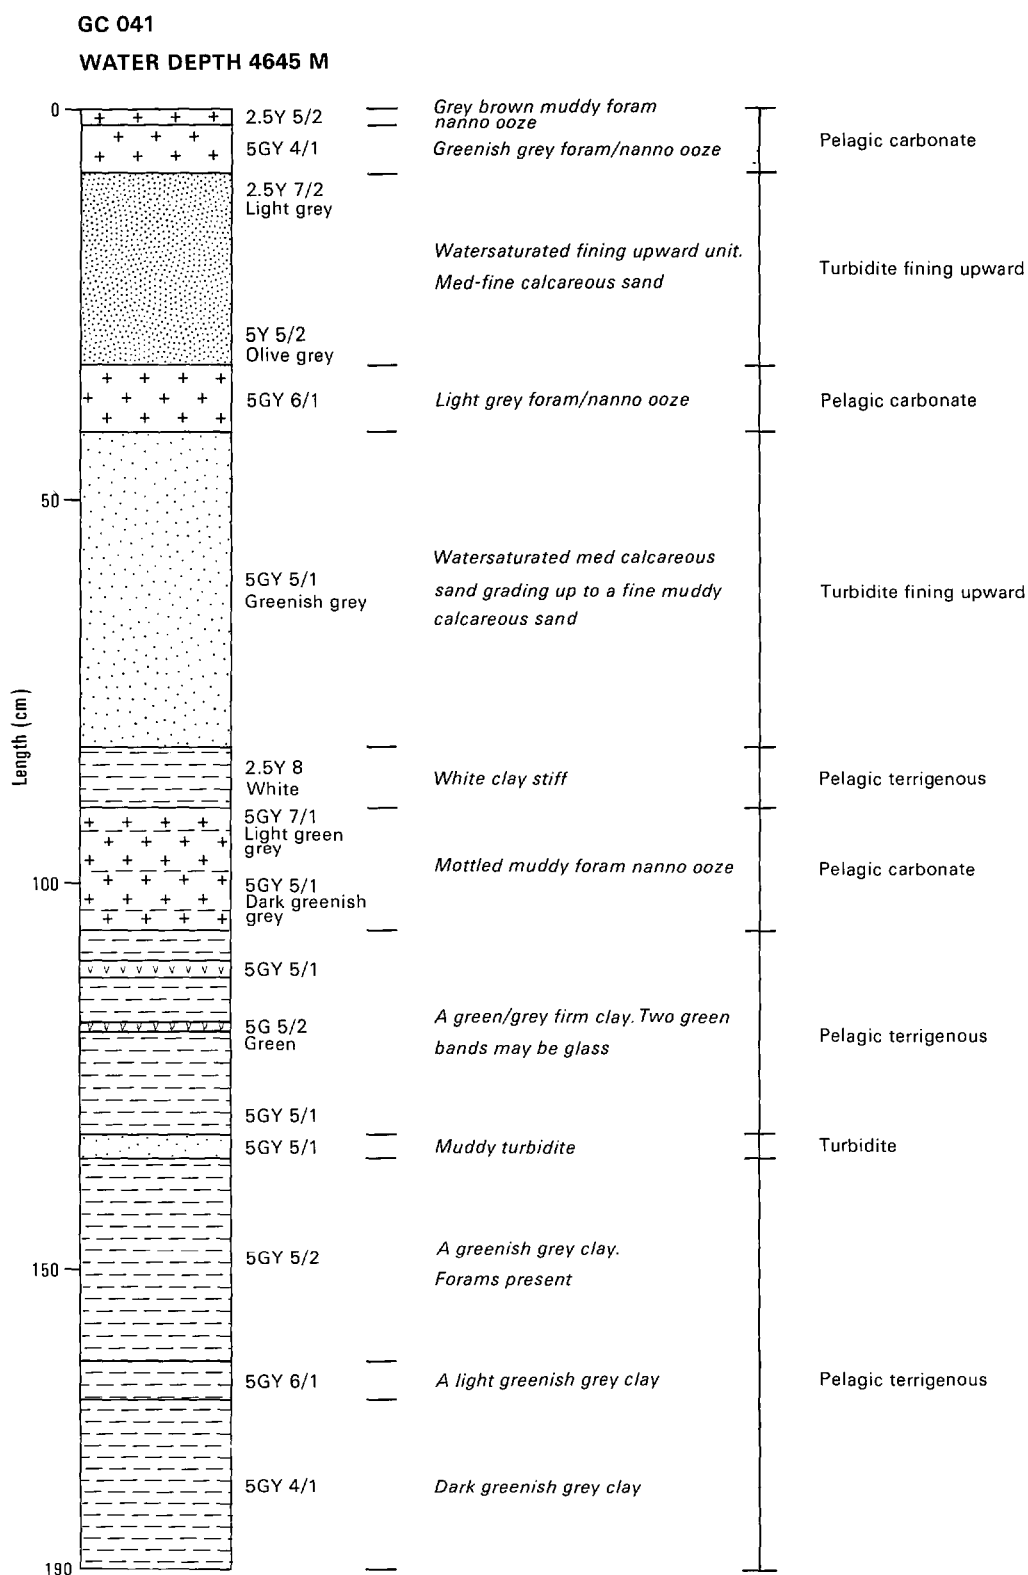 GC 041
WATER DEPTH 4645 M
0
2.5Y 5/2
Grey brown muddy foram
nanno ooze
5GY 4/1
Greenish grey foram/nanno ooze
Pelagic carbonate
2.5Y 7/2
Light grey
Watersaturated fining upward unit.
Med-fine calcareous sand
Turbidite fining upward
5Y 5/2
Olive grey
5GY 6/1
Light grey foram/nanno ooze
Pelagic carbonate
50
5GY 5/1
Greenish grey
Watersaturated med calcareous
sand grading up to a fine muddy
calcareous sand
Turbidite fining upward
Length (cm)
2.5Y 8
White
White clay stiff
Pelagic terrigenous
5GY 7/1
Light green
grey
Mottled muddy foram nanno ooze
Pelagic carbonate
100
5GY 5/1
Dark greenish
grey
5GY 5/1
5G 5/2
Green
A green/grey firm clay. Two green
bands may be glass
Pelagic terrigenous
5GY 5/1
5GY 5/1
Muddy turbidite
Turbidite
150
5GY 5/2
A greenish grey clay.
Forams present
5GY 6/1
A light greenish grey clay
Pelagic terrigenous
5GY 4/1
Dark greenish grey clay
190